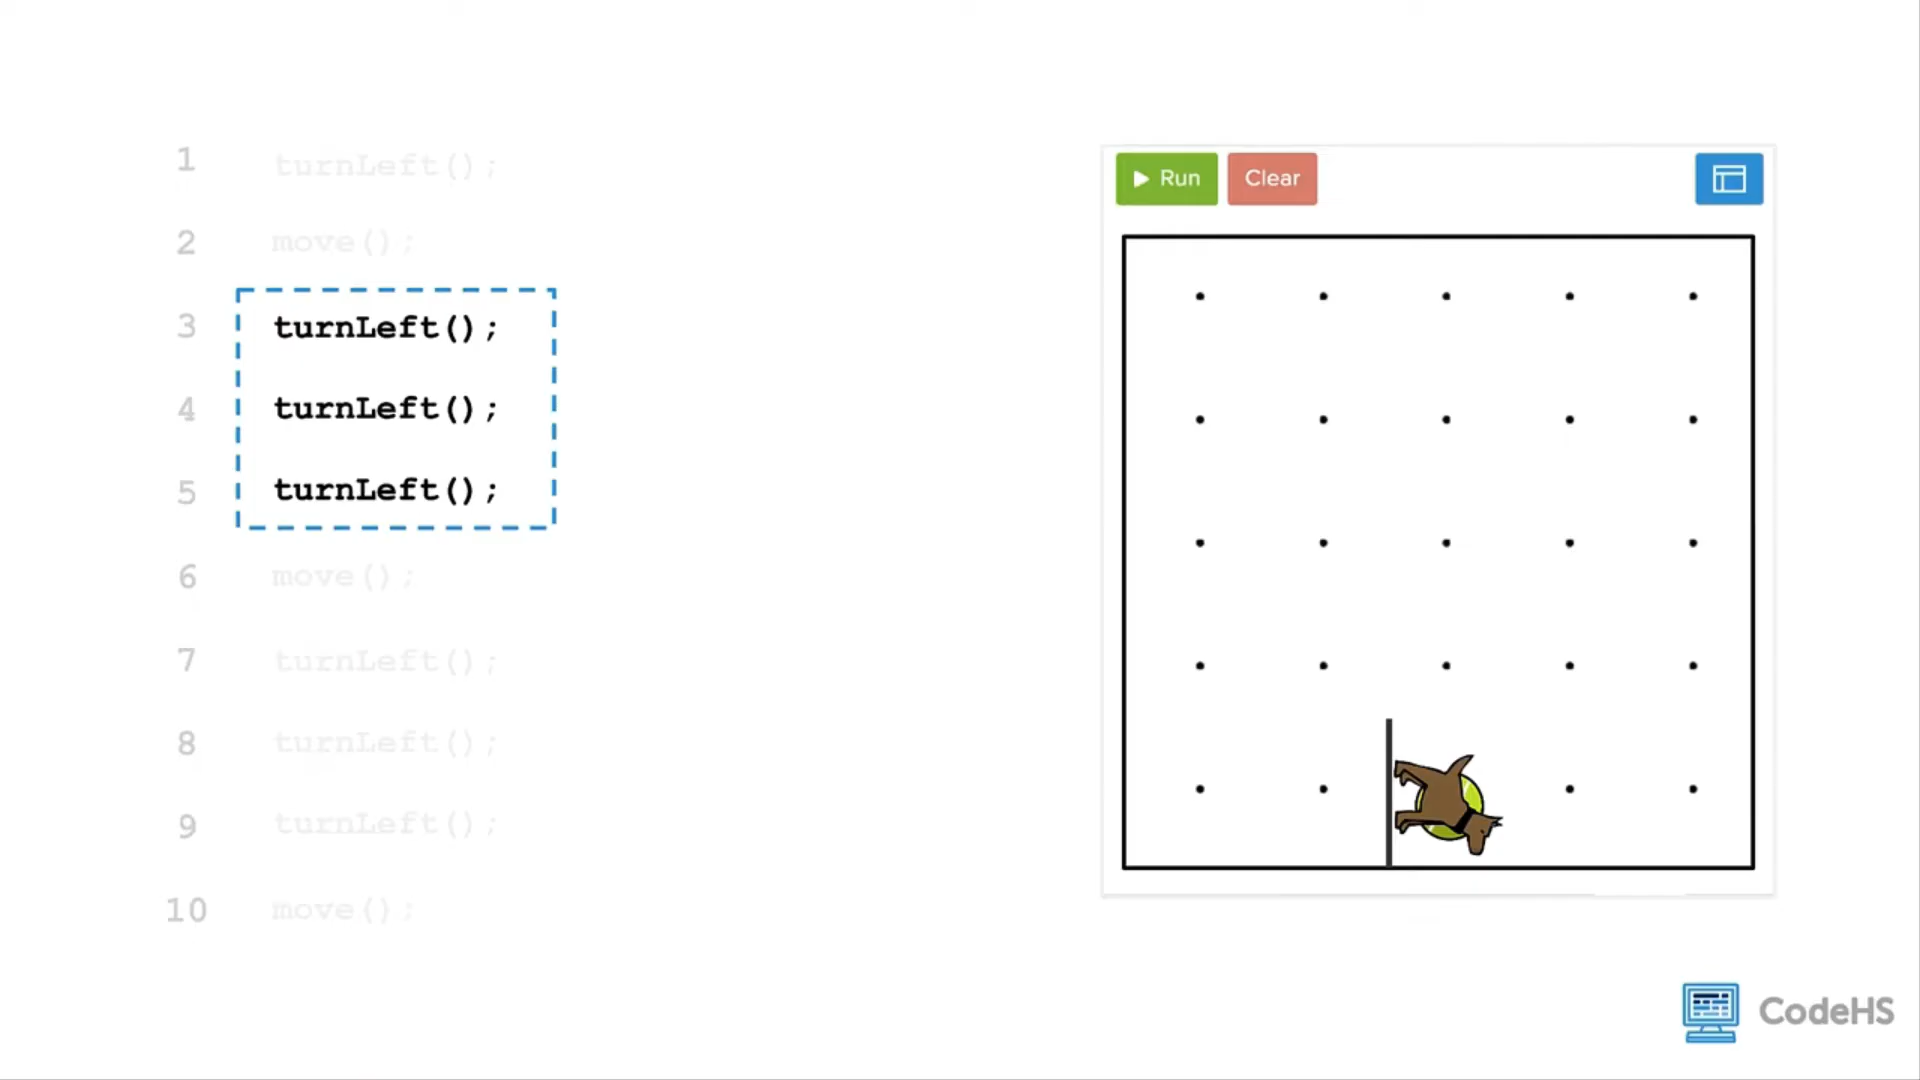 1 turnLeft();
2 move();
3 turnLeft();
4 turnLeft();
5 turnLeft();
6 move();
7 turnLeft();
8 turnLeft();
9 turnLeft();
10 move();
Run Clear
CodeHS